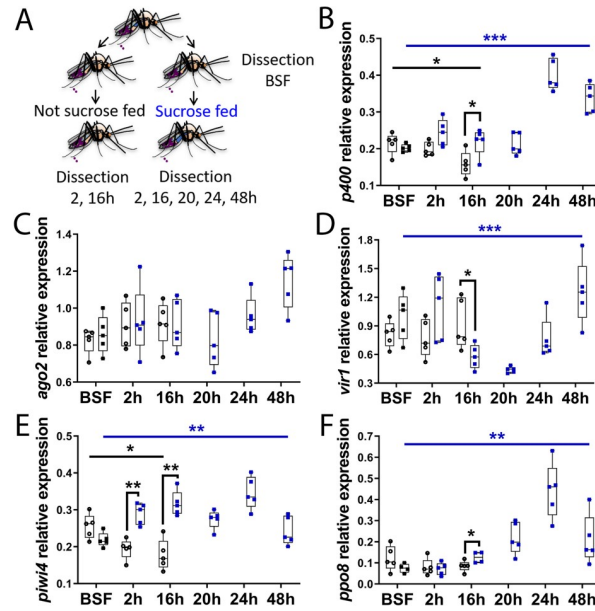 A
Dissection
BSF
Not sucrose fed
Sucrose fed
Dissection
2, 16h
Dissection
2, 16, 20, 24, 48h
B
p400 relative expression
0.5
0.4
0.3
0.2
0.1
***
*
*
BSF 2h 16h 20h 24h 48h
C
ago2 relative expression
1.4
1.2
1.0
0.8
0.6
BSF 2h 16h 20h 24h 48h
D
vir1 relative expression
1.8
1.5
1.2
0.9
0.6
0.3
***
*
BSF 2h 16h 20h 24h 48h
E
piwi4 relative expression
0.5
0.4
0.3
0.2
0.1
**
*
**
**
BSF 2h 16h 20h 24h 48h
F
ppo8 relative expression
0.8
0.7
0.6
0.5
0.4
0.3
0.2
0.1
0.0
**
*
BSF 2h 16h 20h 24h 48h